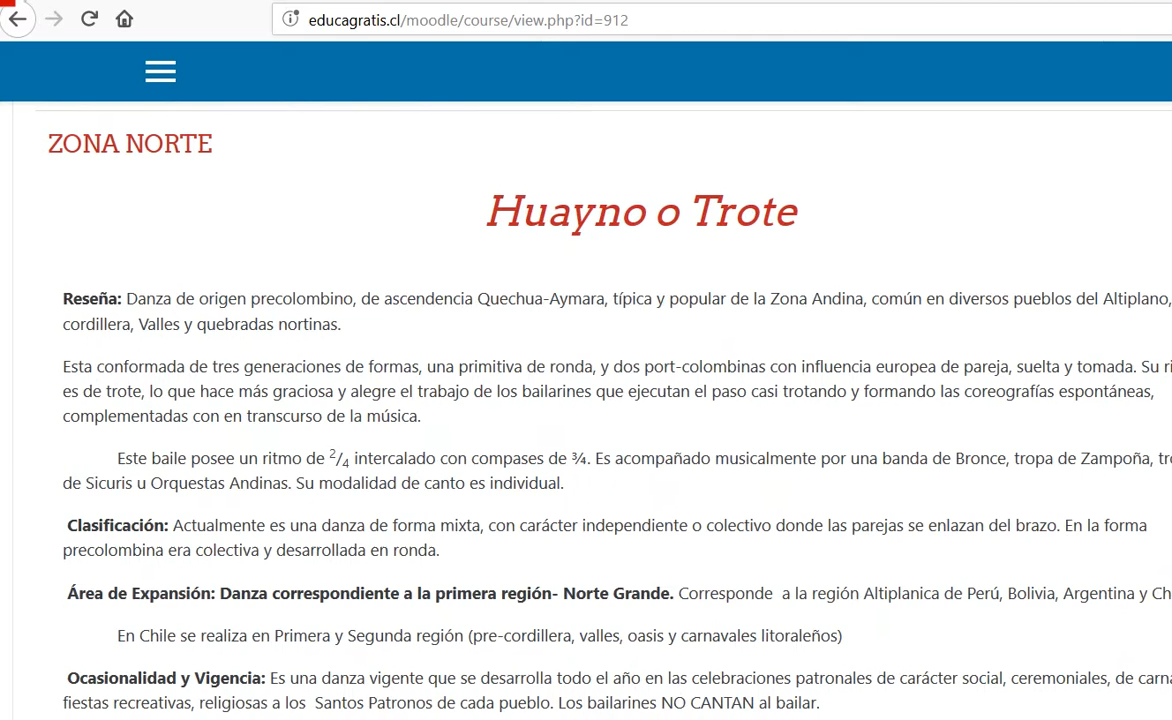 educagratis.cl/moodle/course/view.php?id=912
ZONA NORTE
Huayno o Trote
Reseña: Danza de origen precolombino, de ascendencia Quechua-Aymara, típica y popular de la Zona Andina, común en diversos pueblos del Altiplano,
cordillera, Valles y quebradas nortinas.
Esta conformada de tres generaciones de formas, una primitiva de ronda, y dos port-colombinas con influencia europea de pareja, suelta y tomada. Su
es de trote, lo que hace más graciosa y alegre el trabajo de los bailarines que ejecutan el paso casi trotando y formando las coreografías espontáneas,
complementadas con en transcurso de la música.
Este baile posee un ritmo de 2/4 intercalado con compases de ¾. Es acompañado musicalmente por una banda de Bronce, tropa de Zampoña,
de Sicuris u Orquestas Andinas. Su modalidad de canto es individual.
Clasificación: Actualmente es una danza de forma mixta, con carácter independiente o colectivo donde las parejas se enlazan del brazo. En la forma
precolombina era colectiva y desarrollada en ronda.
Área de Expansión: Danza correspondiente a la primera región- Norte Grande. Corresponde a la región Altiplanica de Perú, Bolivia, Argentina y
En Chile se realiza en Primera y Segunda región (pre-cordillera, valles, oasis y carnavales litoraleños)
Ocasionalidad y Vigencia: Es una danza vigente que se desarrolla todo el año en las celebraciones patronales de carácter social, ceremoniales, de
fiestas recreativas, religiosas a los Santos Patronos de cada pueblo. Los bailarines NO CANTAN al bailar.